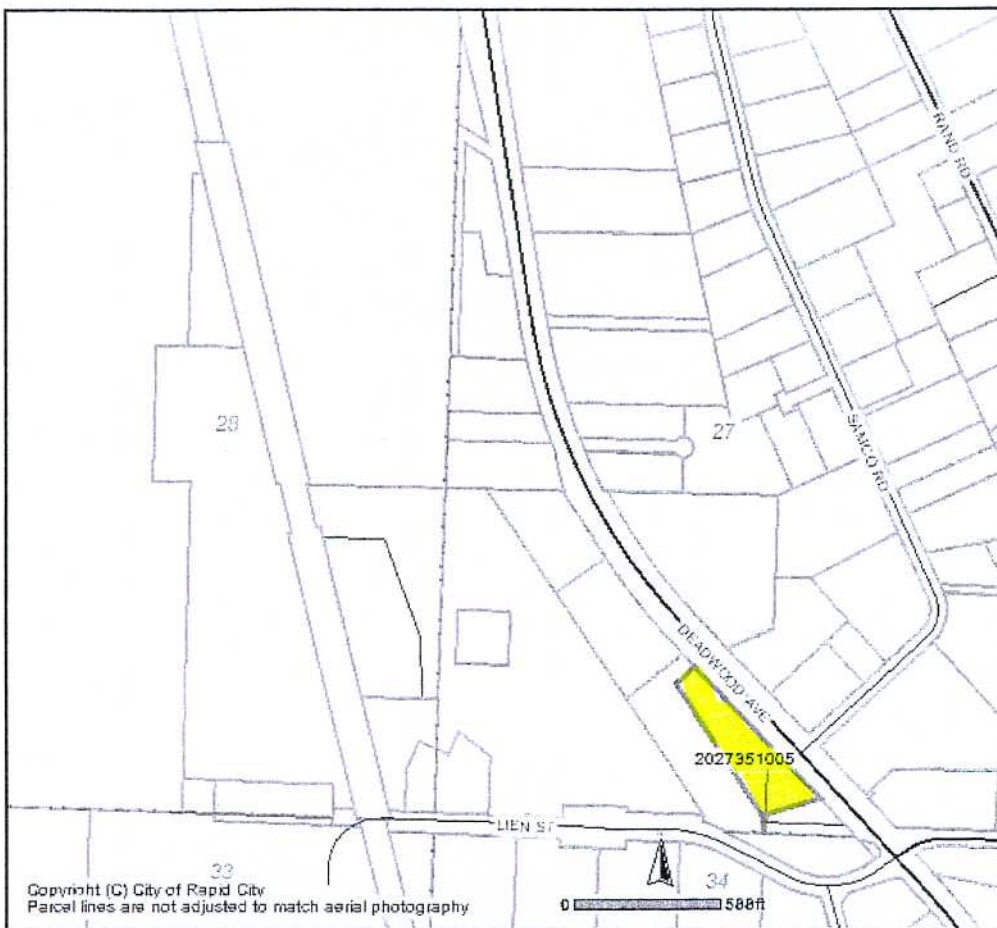 RAND RD
28
27
SAMCO RD
DEADWOOD AVE
2027351005
LIEN ST
33
34
Copyright (C) City of Rapid City
Parcel lines are not adjusted to match aerial photography
0 588ft